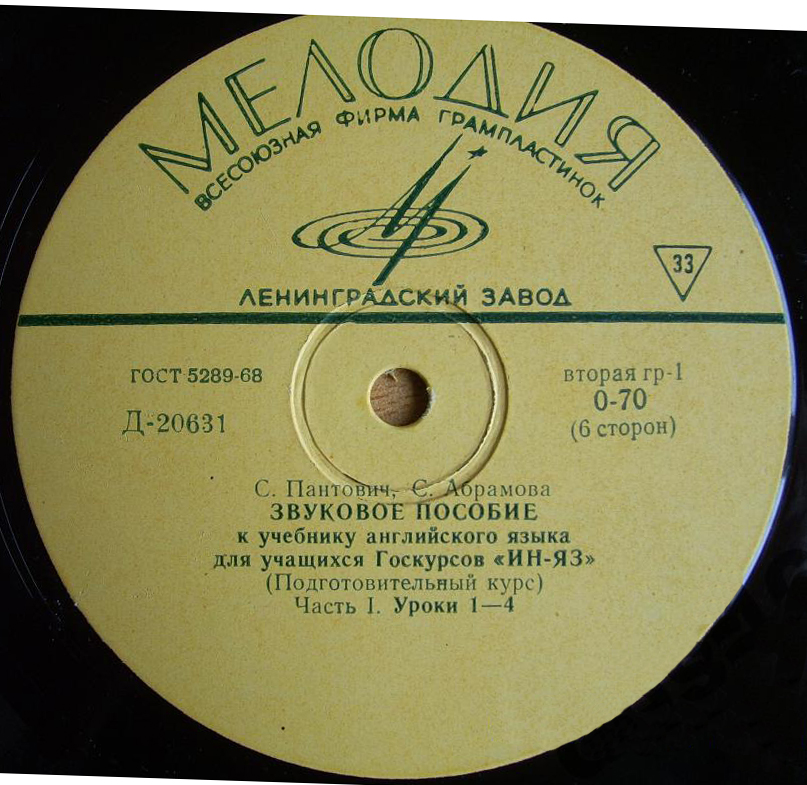 МЕЛОДИЯ
ВСЕСОЮЗНАЯ ФИРМА ГРАМПЛАСТИНОК
33
ЛЕНИНГРАДСКИЙ ЗАВОД
ГОСТ 5289-68
Д-20631
вторая гр-1
0-70
(6 сторон)
С. Пантович, С. Абрамова
ЗВУКОВОЕ ПОСОБИЕ
к учебнику английского языка
для учащихся Госкурсов «ИН-ЯЗ»
(Подготовительный курс)
Часть I. Уроки 1—4